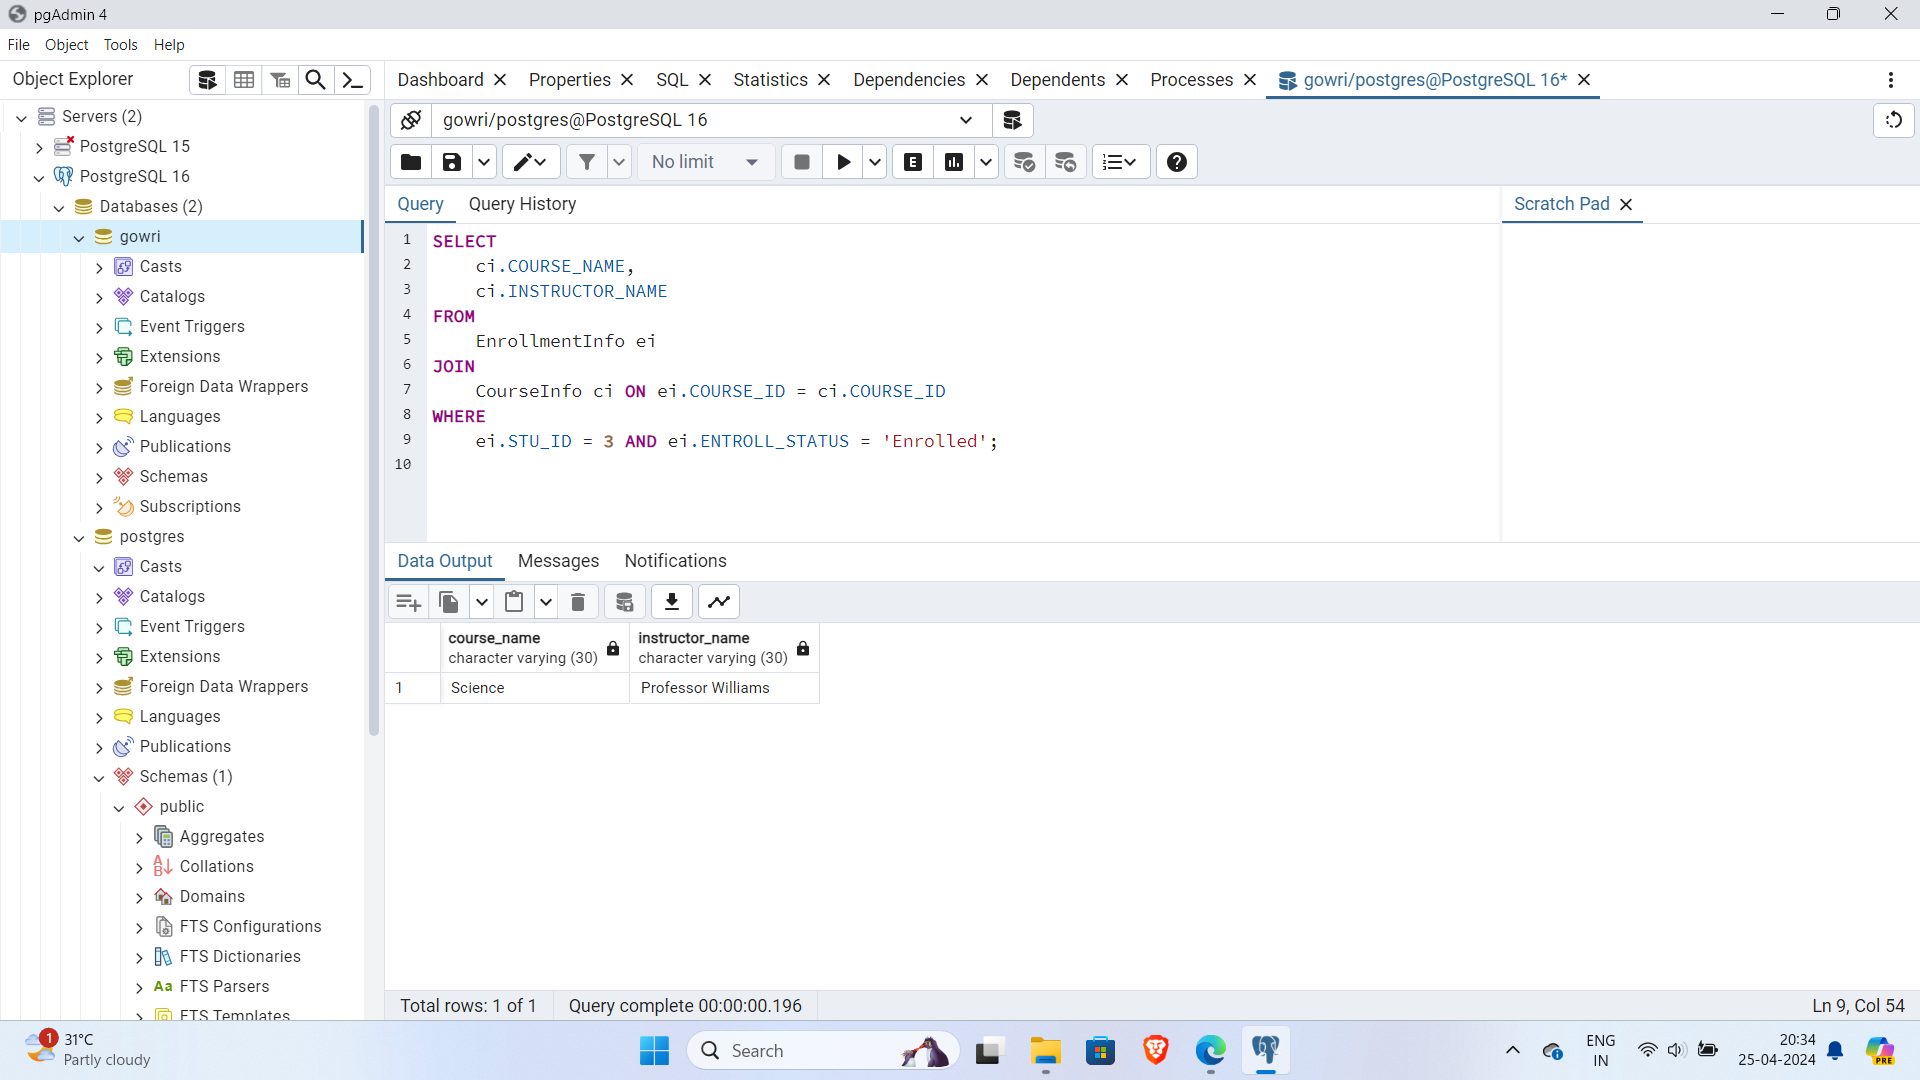 pgAdmin 4
File Object Tools Help
Object Explorer
Dashboard Properties SQL Statistics Dependencies Dependents Processes gowri/postgres@PostgreSQL 16*
Servers (2)
PostgreSQL 15
PostgreSQL 16
Databases (2)
gowri
Casts
Catalogs
Event Triggers
Extensions
Foreign Data Wrappers
Languages
Publications
Schemas
Subscriptions
postgres
Casts
Catalogs
Event Triggers
Extensions
Foreign Data Wrappers
Languages
Publications
Schemas (1)
public
Aggregates
Collations
Domains
FTS Configurations
FTS Dictionaries
Aa FTS Parsers
FTS Templates
gowri/postgres@PostgreSQL 16
No limit E
Query Query History
Scratch Pad
1 SELECT
2 ci.COURSE_NAME,
3 ci.INSTRUCTOR_NAME
4 FROM
5 EnrollmentInfo ei
6 JOIN
7 CourseInfo ci ON ei.COURSE_ID = ci.COURSE_ID
8 WHERE
9 ei.STU_ID = 3 AND ei.ENTROLL_STATUS = 'Enrolled';
10
Data Output Messages Notifications
course_name instructor_name
character varying (30) character varying (30)
1 Science Professor Williams
Total rows: 1 of 1 Query complete 00:00:00.196 Ln 9, Col 54
1 31°C
Partly cloudy
Search
ENG
IN
20:34
25-04-2024
PRE